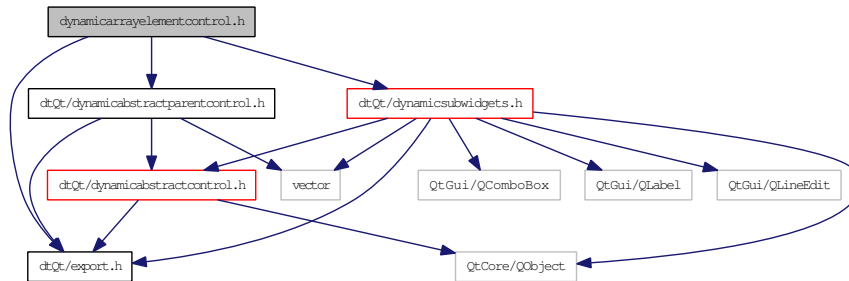 dynamicarrayelementcontrol.h
dtQt/dynamicabstractparentcontrol.h
dtQt/dynamicsubwidgets.h
dtQt/dynamicabstractcontrol.h
vector
QtGui/QComboBox
QtGui/QLabel
QtGui/QLineEdit
dtQt/export.h
QtCore/QObject